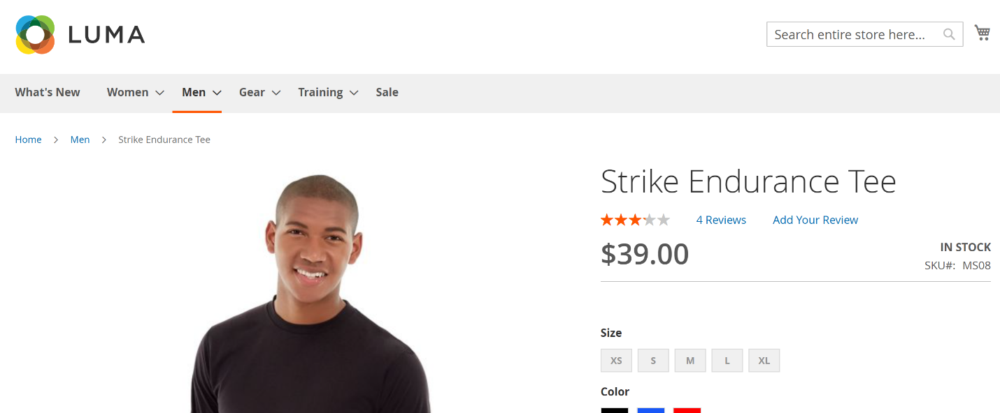 LUMA
Search entire store here...
What's New Women Men Gear Training Sale
Home Men Strike Endurance Tee
Strike Endurance Tee
4 Reviews Add Your Review
$39.00
IN STOCK
SKU#: MS08
Size
XS S M L XL
Color